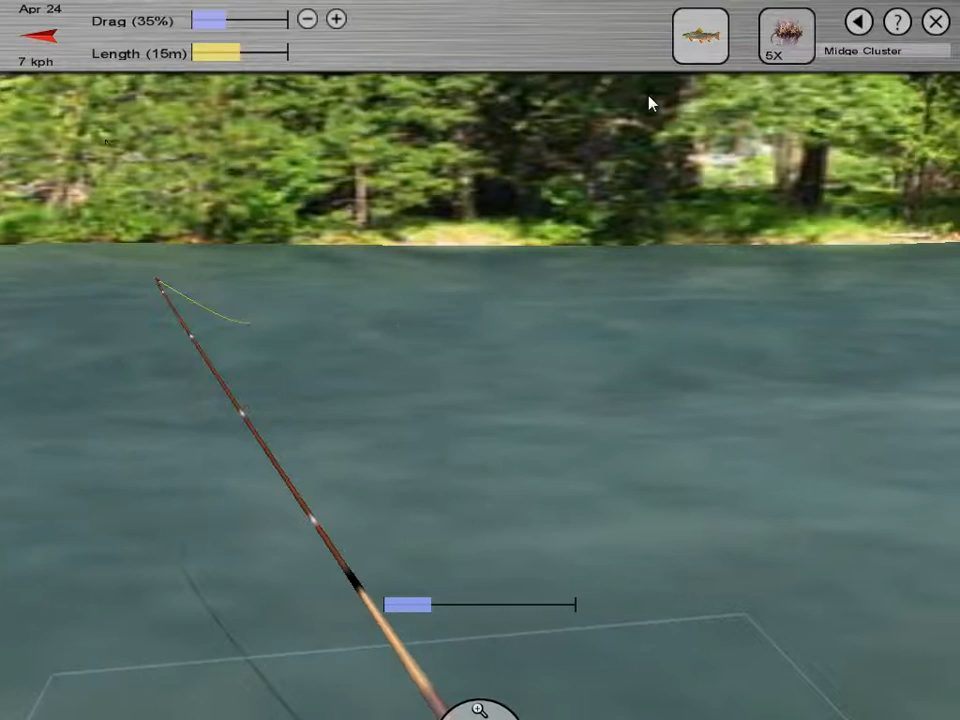 Apr 24
Drag (35%)
Length (15m)
7 kph
5X
Midge Cluster
?